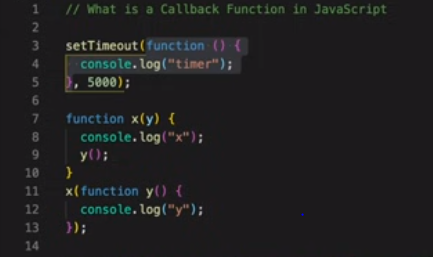 1 // What is a Callback Function in JavaScript
2
3 setTimeout(function () {
4   console.log("timer");
5 }, 5000);
6
7 function x(y) {
8   console.log("x");
9   y();
10 }
11 x(function y() {
12   console.log("y");
13 });
14